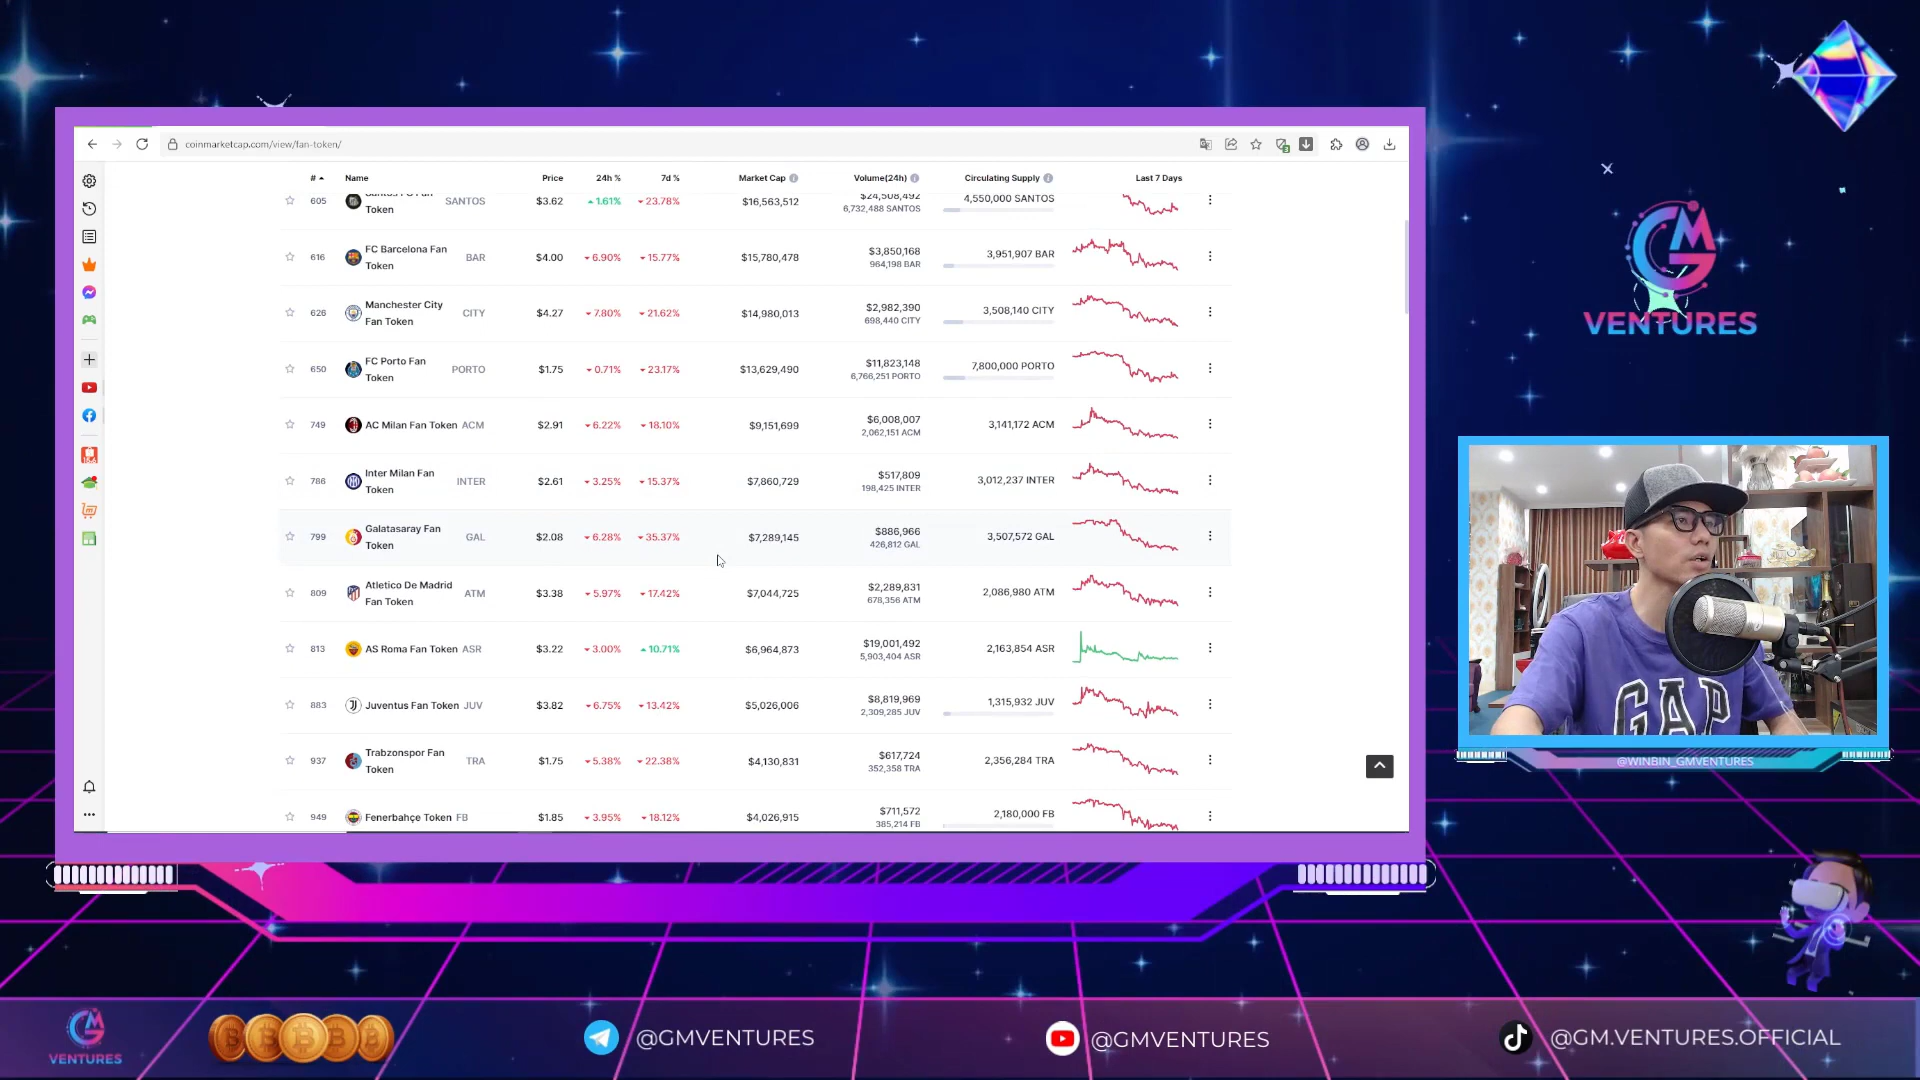 coinmarketcap.com/view/fan-token/
# Name Price 24h % 7d % Market Cap Volume(24h) Circulating Supply Last 7 Days
605 Santos FC Fan Token SANTOS $3.62 1.61% 23.78% $16,563,512 $24,508,492 6,732,488 SANTOS 4,550,000 SANTOS
616 FC Barcelona Fan Token BAR $4.00 6.90% 15.77% $15,780,478 $3,850,168 964,198 BAR 3,951,907 BAR
626 Manchester City Fan Token CITY $4.27 7.80% 21.62% $14,980,013 $2,982,390 698,440 CITY 3,508,140 CITY
650 FC Porto Fan Token PORTO $1.75 0.71% 23.17% $13,629,490 $11,823,148 6,766,251 PORTO 7,800,000 PORTO
749 AC Milan Fan Token ACM $2.91 6.22% 18.10% $9,151,699 $6,008,007 2,062,151 ACM 3,141,172 ACM
786 Inter Milan Fan Token INTER $2.61 3.25% 15.37% $7,860,729 $517,809 198,425 INTER 3,012,237 INTER
799 Galatasaray Fan Token GAL $2.08 6.28% 35.37% $7,289,145 $886,966 426,812 GAL 3,507,572 GAL
809 Atletico De Madrid Fan Token ATM $3.38 5.97% 17.42% $7,044,725 $2,289,831 678,356 ATM 2,086,980 ATM
813 AS Roma Fan Token ASR $3.22 3.00% 10.71% $6,964,873 $19,001,492 5,903,404 ASR 2,163,854 ASR
883 Juventus Fan Token JUV $3.82 6.75% 13.42% $5,026,006 $8,819,969 2,309,285 JUV 1,315,932 JUV
937 Trabzonspor Fan Token TRA $1.75 5.38% 22.38% $4,130,831 $617,724 352,358 TRA 2,356,284 TRA
949 Fenerbahçe Token FB $1.85 3.95% 18.12% $4,026,915 $711,572 385,214 FB 2,180,000 FB
GM
VENTURES
GAP
@WINBIN_GMVENTURES
GM
VENTURES
@GMVENTURES
@GMVENTURES
@GM.VENTURES.OFFICIAL